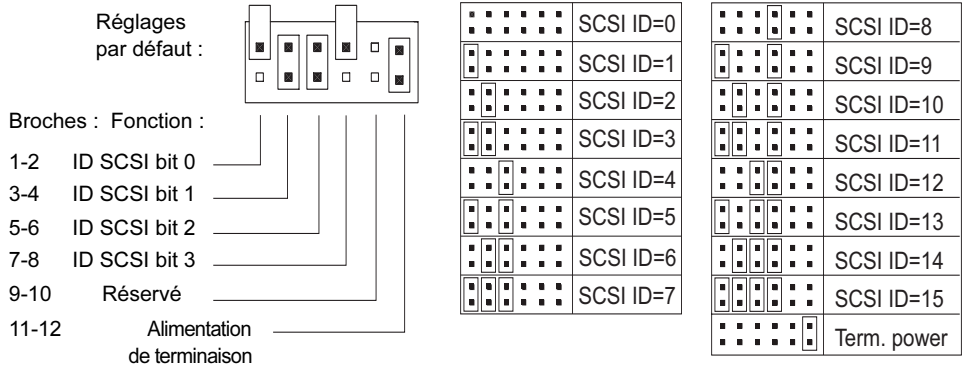 Réglages
par défaut :
Broches : Fonction :
1-2 ID SCSI bit 0
3-4 ID SCSI bit 1
5-6 ID SCSI bit 2
7-8 ID SCSI bit 3
9-10 Réservé
11-12 Alimentation
de terminaison
SCSI ID=0
SCSI ID=1
SCSI ID=2
SCSI ID=3
SCSI ID=4
SCSI ID=5
SCSI ID=6
SCSI ID=7
SCSI ID=8
SCSI ID=9
SCSI ID=10
SCSI ID=11
SCSI ID=12
SCSI ID=13
SCSI ID=14
SCSI ID=15
Term. power